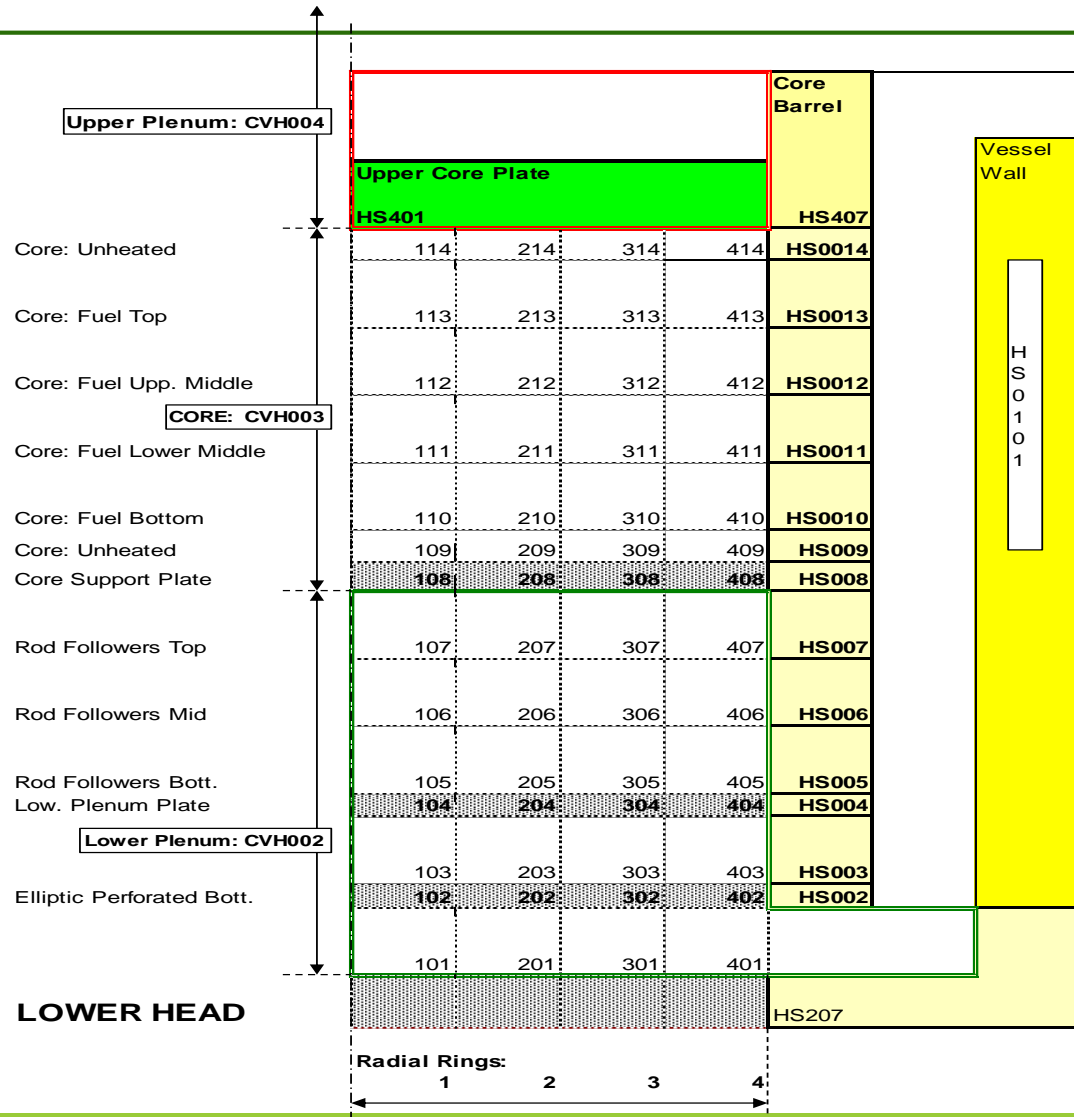 Core
Barrel
Upper Plenum: CVH004
Vessel
Wall
Upper Core Plate
HS401 HS407
Core: Unheated 114 214 314 414 HS0014
Core: Fuel Top 113 213 313 413 HS0013
HS0101
Core: Fuel Upp. Middle 112 212 312 412 HS0012
CORE: CVH003
Core: Fuel Lower Middle 111 211 311 411 HS0011
Core: Fuel Bottom 110 210 310 410 HS0010
Core: Unheated 109 209 309 409 HS009
Core Support Plate 108 208 308 408 HS008
Rod Followers Top 107 207 307 407 HS007
Rod Followers Mid 106 206 306 406 HS006
Rod Followers Bott. 105 205 305 405 HS005
Low. Plenum Plate 104 204 304 404 HS004
Lower Plenum: CVH002
103 203 303 403 HS003
Elliptic Perforated Bott. 102 202 302 402 HS002
101 201 301 401
LOWER HEAD HS207
Radial Rings:
1 2 3 4